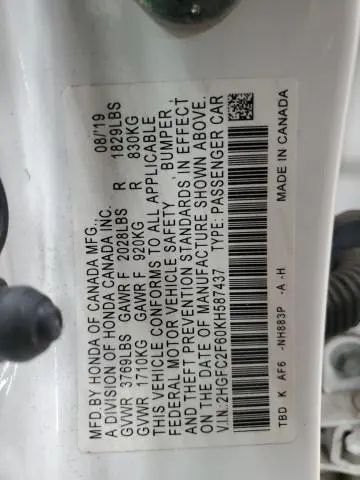 MFD. BY HONDA OF CANADA MFG., 08/'19
A DIVISION OF HONDA CANADA INC.
GVWR 3769LBS GAWR F 2028LBS R 1829LBS
GVWR 1710KG GAWR F 920KG R 830KG
THIS VEHICLE CONFORMS TO ALL APPLICABLE
FEDERAL MOTOR VEHICLE SAFETY BUMPER,
AND THEFT PREVENTION STANDARDS IN EFFECT
ON THE DATE OF MANUFACTURE SHOWN ABOVE.
V.I.N.:2HGFC2F60KH587437 TYPE: PASSENGER CAR
TBD K AF6 -NH883P -A -H MADE IN CANADA